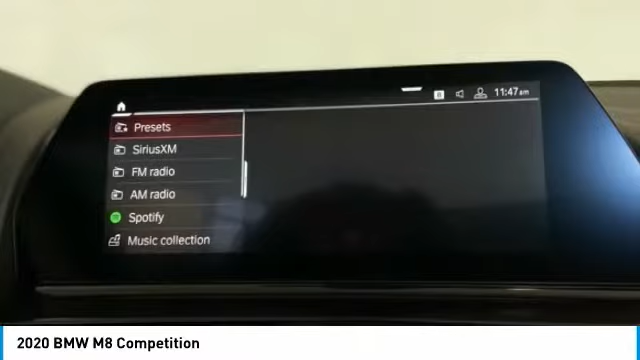 11:47am
Presets
SiriusXM
FM radio
AM radio
Spotify
Music collection
2020 BMW M8 Competition